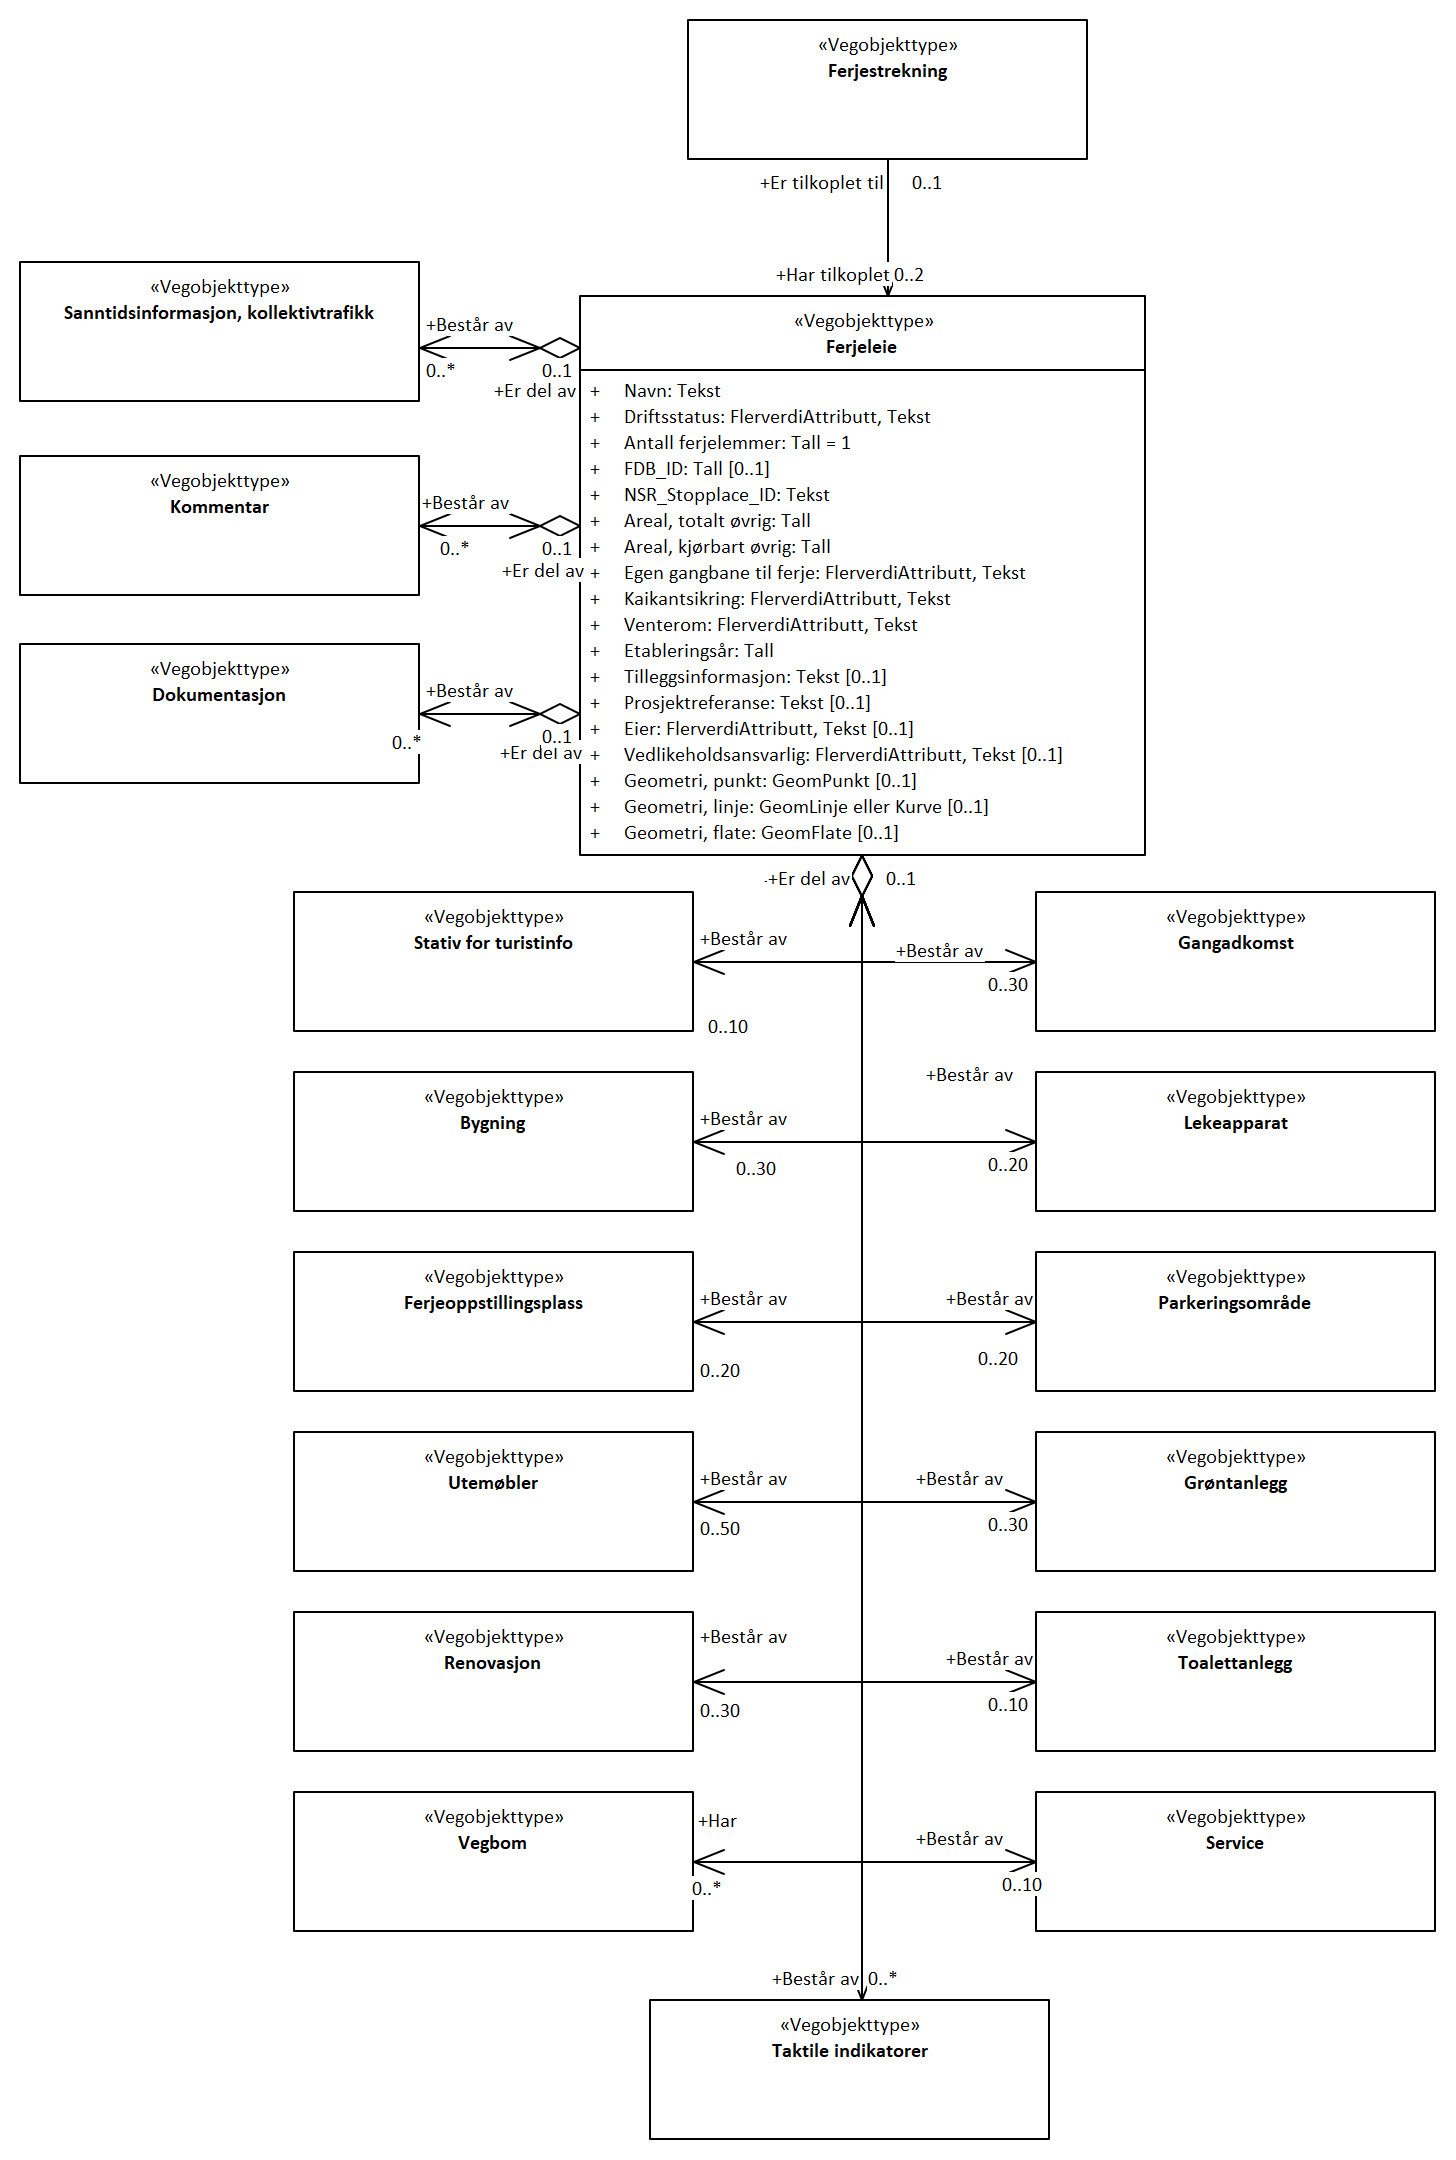 «Vegobjekttype»
Ferjestrekning
+Er tilkoplet til 0..1
+Har tilkoplet 0..2
«Vegobjekttype»
Sanntidsinformasjon, kollektivtrafikk
+Består av
0..*
0..1
+Er del av
«Vegobjekttype»
Kommentar
+Består av
0..*
0..1
+Er del av
«Vegobjekttype»
Dokumentasjon
+Består av
0..*
0..1
+Er del av
«Vegobjekttype»
Ferjeleie
+ Navn: Tekst
+ Driftsstatus: FlerverdiAttributt, Tekst
+ Antall ferjelemmer: Tall = 1
+ FDB_ID: Tall [0..1]
+ NSR_Stopplace_ID: Tekst
+ Areal, totalt øvrig: Tall
+ Areal, kjørbart øvrig: Tall
+ Egen gangbane til ferje: FlerverdiAttributt, Tekst
+ Kaikantsikring: FlerverdiAttributt, Tekst
+ Venterom: FlerverdiAttributt, Tekst
+ Etableringsår: Tall
+ Tilleggsinformasjon: Tekst [0..1]
+ Prosjektreferanse: Tekst [0..1]
+ Eier: FlerverdiAttributt, Tekst [0..1]
+ Vedlikeholdsansvarlig: FlerverdiAttributt, Tekst [0..1]
+ Geometri, punkt: GeomPunkt [0..1]
+ Geometri, linje: GeomLinje eller Kurve [0..1]
+ Geometri, flate: GeomFlate [0..1]
+Er del av 0..1
«Vegobjekttype»
Stativ for turistinfo
+Består av
0..10
«Vegobjekttype»
Gangadkomst
+Består av
0..30
«Vegobjekttype»
Bygning
+Består av
0..30
«Vegobjekttype»
Lekeapparat
+Består av
0..20
«Vegobjekttype»
Ferjeoppstillingsplass
+Består av
0..20
«Vegobjekttype»
Parkeringsområde
+Består av
0..20
«Vegobjekttype»
Utemøbler
+Består av
0..50
«Vegobjekttype»
Grøntanlegg
+Består av
0..30
«Vegobjekttype»
Renovasjon
+Består av
0..30
«Vegobjekttype»
Toalettanlegg
+Består av
0..10
«Vegobjekttype»
Vegbom
+Har
0..*
«Vegobjekttype»
Service
+Består av
0..10
+Består av 0..*
«Vegobjekttype»
Taktile indikatorer